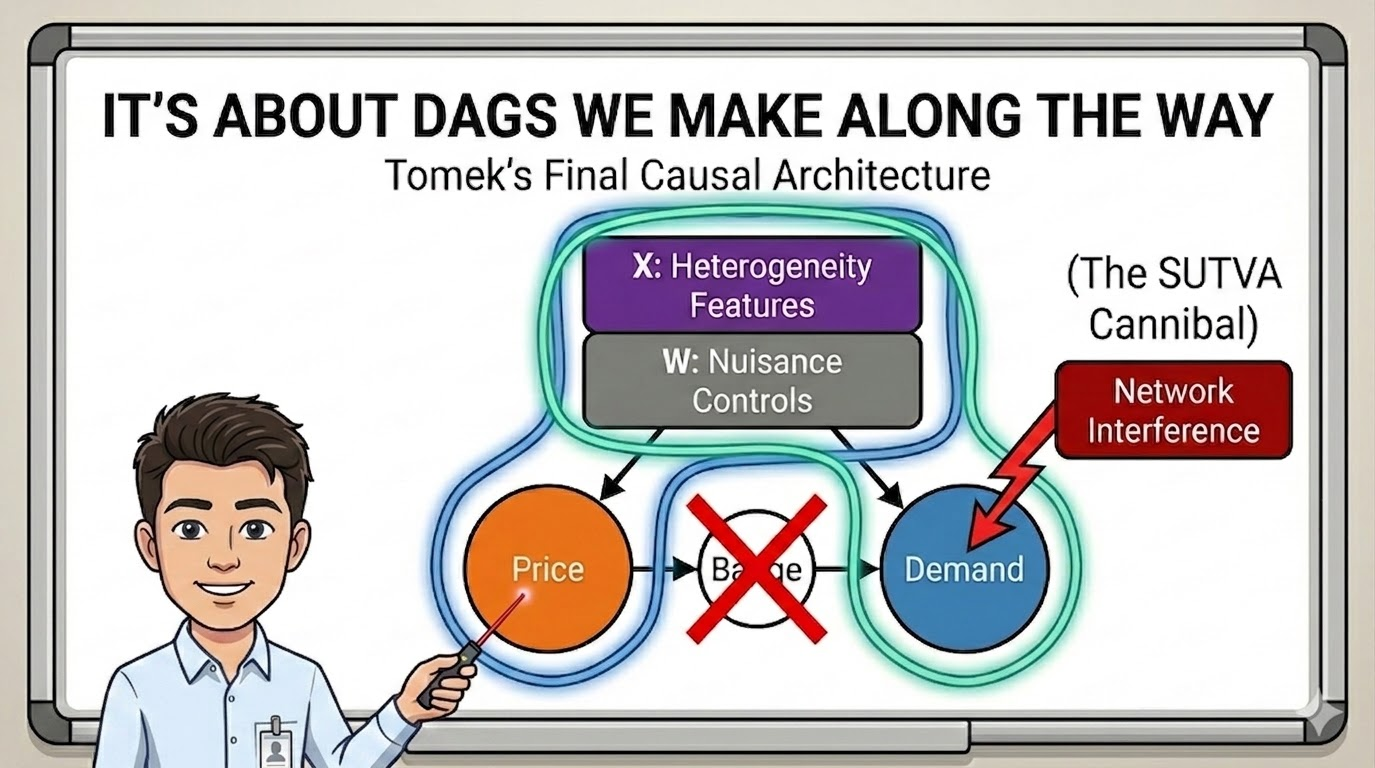 IT'S ABOUT DAGS WE MAKE ALONG THE WAY
Tomek's Final Causal Architecture
X: Heterogeneity
Features
W: Nuisance
Controls
(The SUTVA
Cannibal)
Network
Interference
Price
Demand